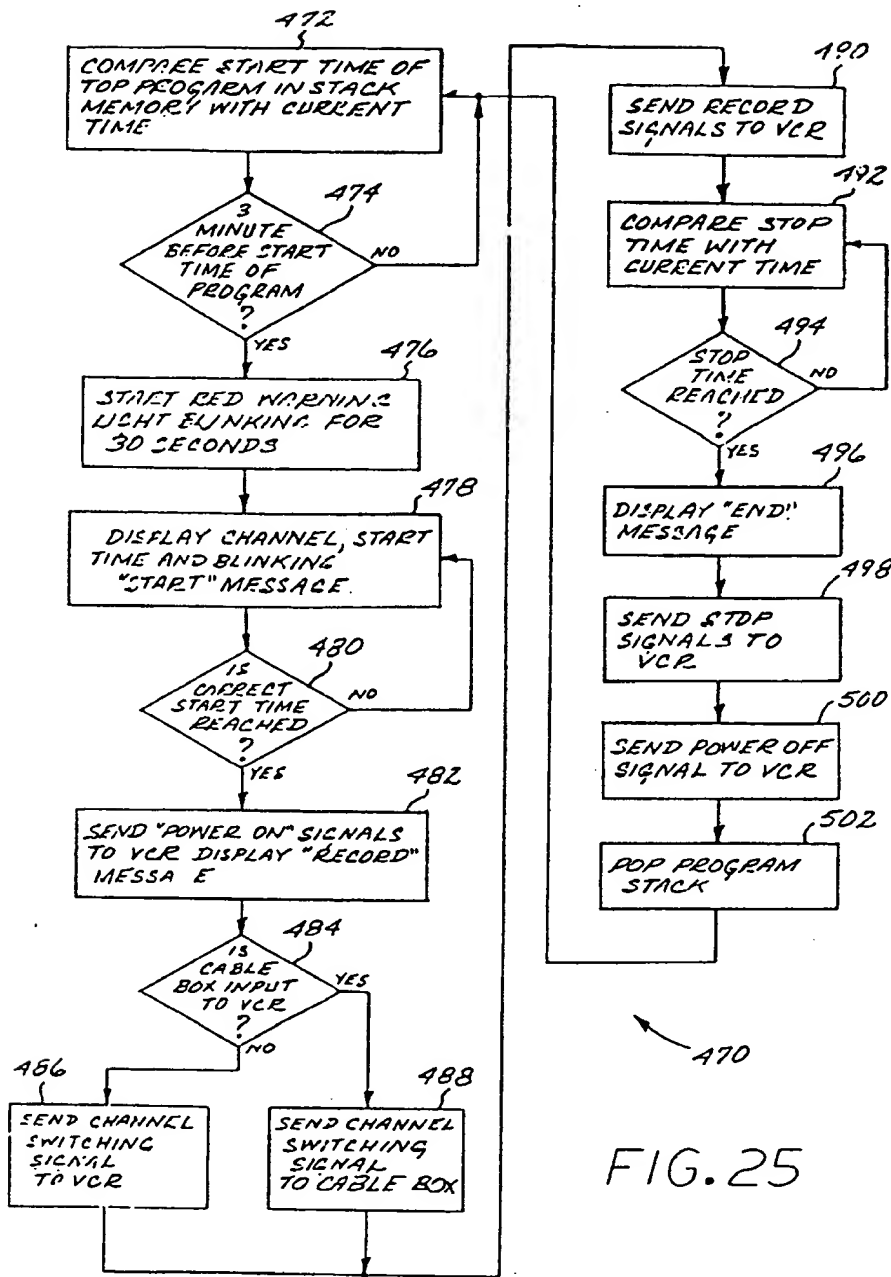 472
COMPARE START TIME OF
TOP PROGARM IN STACK
MEMORY WITH CURRENT
TIME
474
3
MINUTE
BEFORE START
TIME OF
PROGRAM
?
NO
YES
476
START RED WARNING
LIGHT BLINKING FOR
30 SECONDS
478
DISPLAY CHANNEL, START
TIME AND BLINKING
"START" MESSAGE.
480
IS
CORRECT
START TIME
REACHED
?
NO
YES
482
SEND "POWER ON" SIGNALS
TO VCR DISPLAY "RECORD"
MESSA E
484
IS
CABLE
BOX INPUT
TO VCR
?
YES
NO
486
SEND CHANNEL
SWITCHING
SIGNAL
TO VCR
488
SEND CHANNEL
SWITCHING
SIGNAL
TO CABLE BOX
490
SEND RECORD
SIGNALS TO VCR
492
COMPARE STOP
TIME WITH
CURRENT TIME
494
STOP
TIME
REACHED
?
NO
YES
496
DISPLAY "END"
MESSAGE
498
SEND STOP
SIGNALS TO
VCR
500
SEND POWER OFF
SIGNAL TO VCR
502
POP PROGRAM
STACK
470
FIG. 25